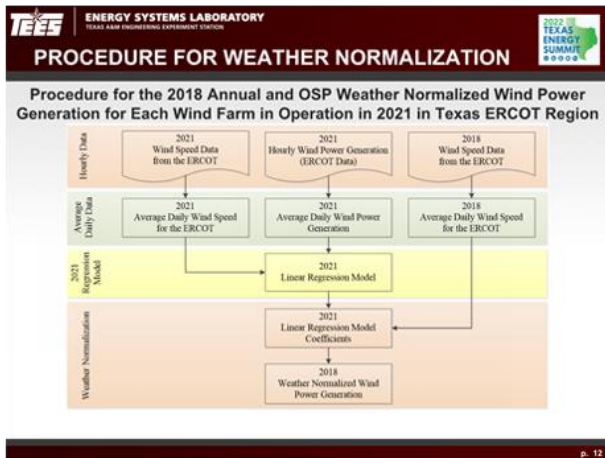 TEES
ENERGY SYSTEMS LABORATORY
TEXAS A&M ENGINEERING EXPERIMENT STATION
2022
TEXAS
ENERGY
SUMMIT
PROCEDURE FOR WEATHER NORMALIZATION
Procedure for the 2018 Annual and OSP Weather Normalized Wind Power
Generation for Each Wind Farm in Operation in 2021 in Texas ERCOT Region
Hourly Data
2021
Wind Speed Data
from the ERCOT
2021
Hourly Wind Power Generation
(ERCOT Data)
2018
Wind Speed Data
from the ERCOT
Average
Daily Data
2021
Average Daily Wind Speed
for the ERCOT
2021
Average Daily Wind Power
Generation
2018
Average Daily Wind Speed
for the ERCOT
2021
Regression
Model
2021
Linear Regression Model
Weather Normalization
2021
Linear Regression Model
Coefficients
2018
Weather Normalized Wind
Power Generation
p. 12